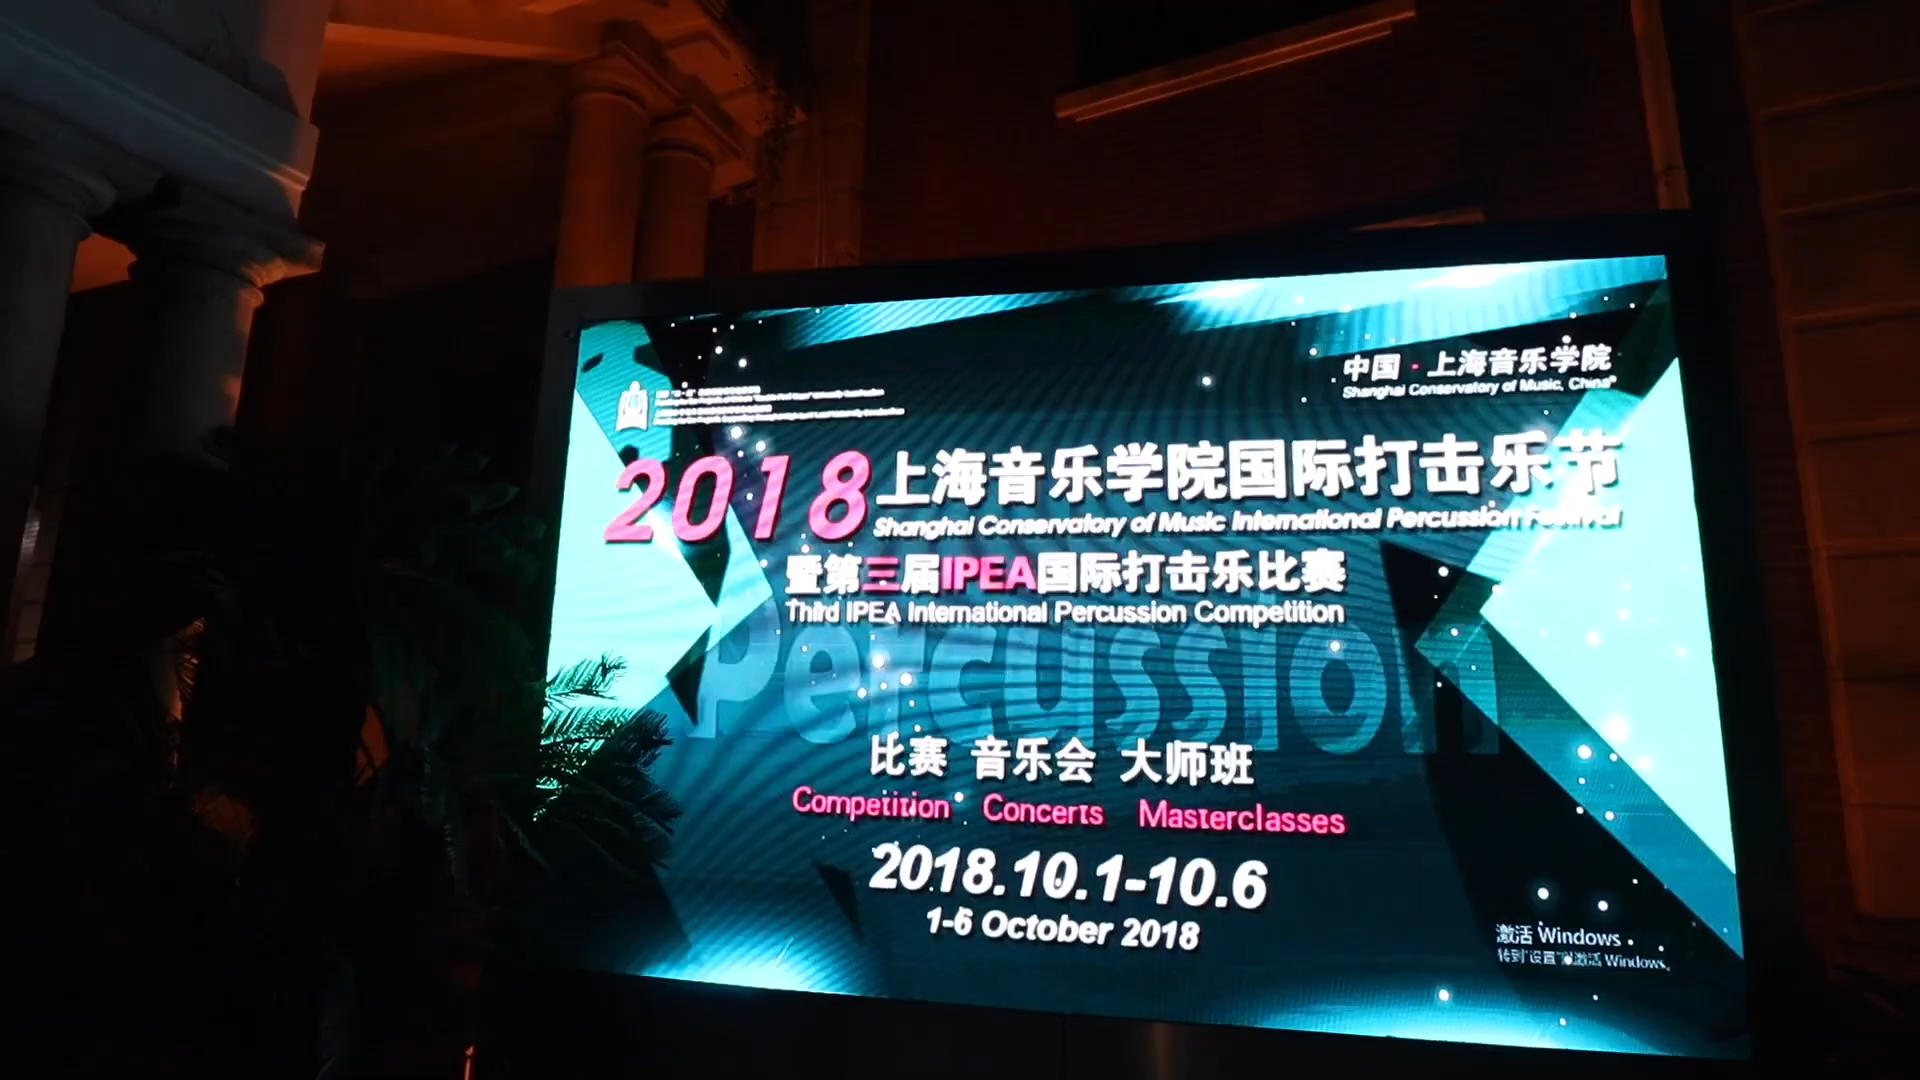 中国·上海音乐学院
Shanghai Conservatory of Music, China
2018 上海音乐学院国际打击乐节
Shanghai Conservatory of Music International Percussion Festival
暨第三届IPEA国际打击乐比赛
Third IPEA International Percussion Competition
Percussion
比赛 音乐会 大师班
Competition Concerts Masterclasses
2018.10.1-10.6
1-6 October 2018
激活 Windows
转到"设置"以激活 Windows。